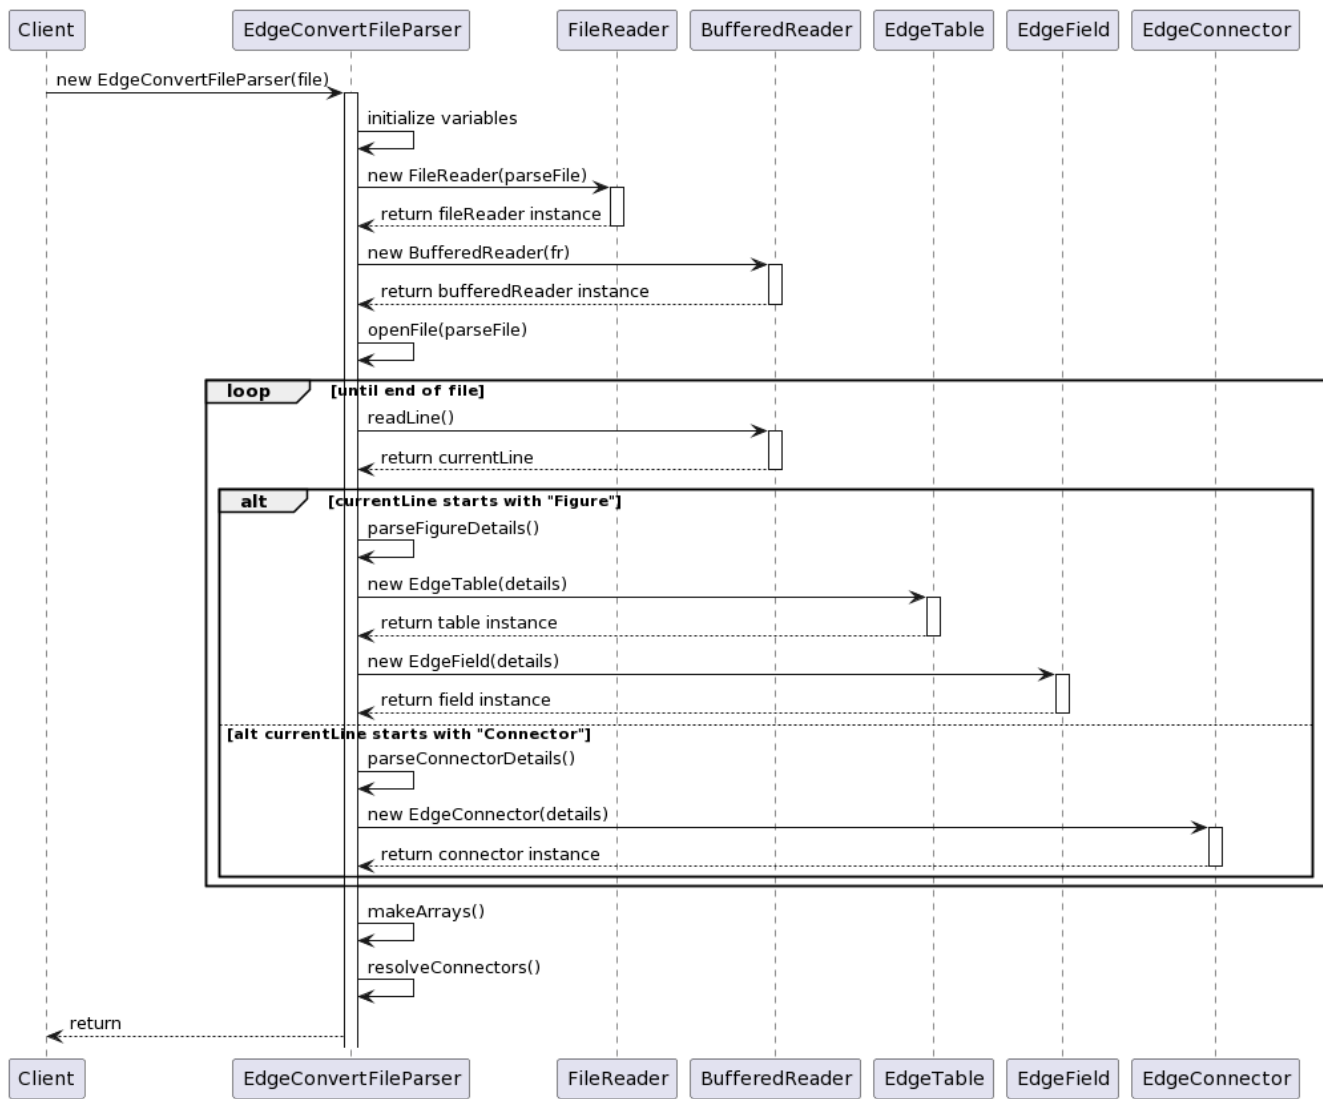 Client EdgeConvertFileParser FileReader BufferedReader EdgeTable EdgeField EdgeConnector
new EdgeConvertFileParser(file)
initialize variables
new FileReader(parseFile)
return fileReader instance
new BufferedReader(fr)
return bufferedReader instance
openFile(parseFile)
loop [until end of file]
readLine()
return currentLine
alt [currentLine starts with "Figure"]
parseFigureDetails()
new EdgeTable(details)
return table instance
new EdgeField(details)
return field instance
[alt currentLine starts with "Connector"]
parseConnectorDetails()
new EdgeConnector(details)
return connector instance
makeArrays()
resolveConnectors()
return
Client EdgeConvertFileParser FileReader BufferedReader EdgeTable EdgeField EdgeConnector